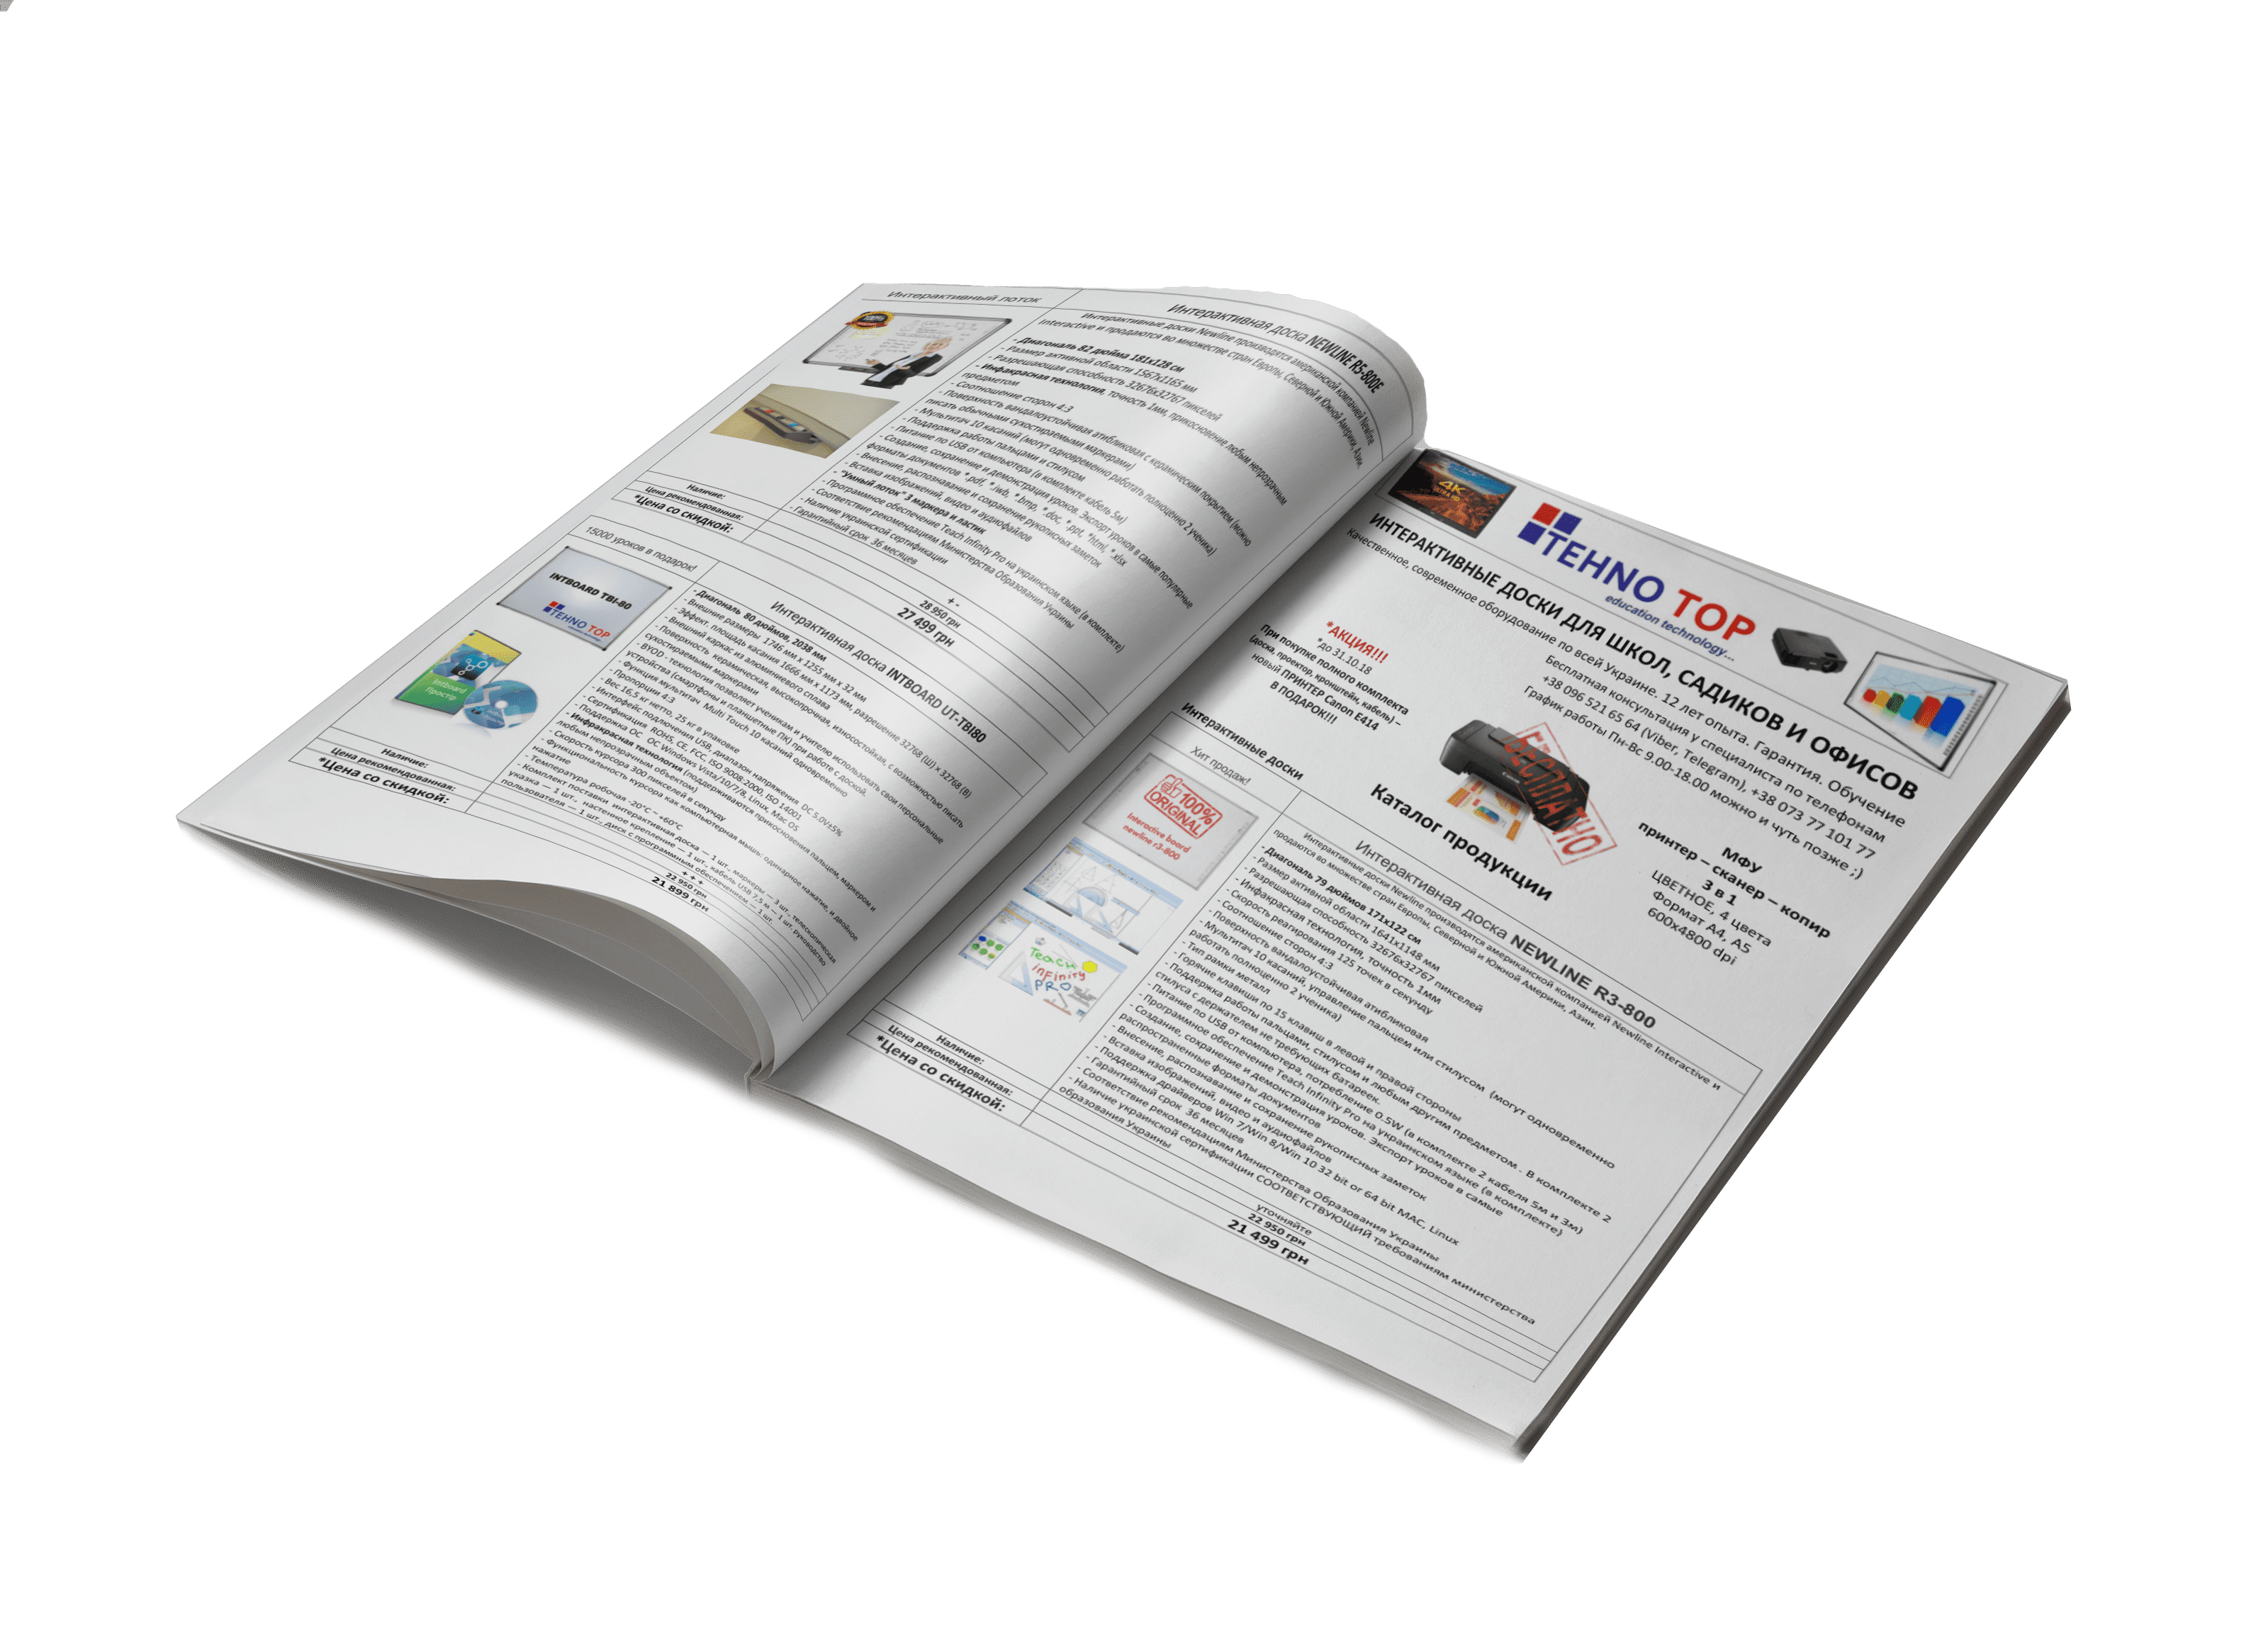 Интерактивный лоток
Интерактивная доска NEWLINE R5-800E
Интерактивные доски Newline производятся американской компанией Newline
Interactive и продаются во множестве стран Европы, Северной и Южной Америки, Азии.
- Диагональ 82 дюйма 181x128 см
- Размер активной области 1567x1165 мм
- Разрешающая способность 32676x32767 пикселей
- Инфакрасная технология, точность 1мм, прикосновение любым непрозрачным
предметом
- Соотношение сторон 4:3
- Поверхность вандалоустойчивая атибликовая с керамическим покрытием (можно
писать обычными сухостираемыми маркерами)
- Мультитач 10 касаний (могут одновременно работать полноценно 2 ученика)
- Поддержка работы пальцами и стилусом
- Питание по USB от компьютера (в комплекте кабель 5м)
- Создание, сохранение и демонстрация уроков. Экспорт уроков в самые популярные
форматы документов *.pdf, *.iwb, *.bmp, *.doc, *.ppt, *html, *.xlsx
- Внесение, распознавание и сохранение рукописных заметок
- Вставка изображений, видео и аудиофайлов
- "Умный лоток" 3 маркера и ластик
- Программное обеспечение Teach Infinity Pro на украинском языке (в комплекте)
- Соответствие рекомендациям Министерства Образования Украины
- Наличие украинской сертификации
- Гарантийный срок 36 месяцев
Наличие:
+ -
Цена рекомендованная:
28 950 грн
*Цена со скидкой:
27 499 грн
15000 уроков в подарок!
INTBOARD TBI-80
TEHNO TOP
Intboard
Простір
Интерактивная доска INTBOARD UT-TBI80
- Диагональ 80 дюймов, 2038 мм
- Внешние размеры 1746 мм x 1255 мм x 32 мм
- Эффект. площадь касания 1666 мм x 1173 мм, разрешение 32768 (Ш) x 32768 (В)
- Внешний каркас из алюминиевого сплава
- Поверхность керамическая, высокопрочная, износостойкая, с возможностью писать
сухостираемыми маркерами
- BYOD - технология позволяет ученикам и учителю использовать свои персональные
устройства (смартфоны и планшетные ПК) при работе с доской.
- Функция мультитач Multi Touch 10 касаний одновременно
- Пропорции 4:3
- Вес 16,5 кг нетто, 25 кг в упаковке
- Интерфейс подлючения USB, диапазон напряжения DC 5.0V±5%
- Сертификация ROHS, CE, FCC, ISO 9008:2000, ISO 14001
- Поддержка ОС ОС Windows Vista/10/7/8, Linux, Mac OS
- Инфракрасная технология (поддерживаются прикосновения пальцем, маркером и
любым непрозрачным объектом)
- Скорость курсора 300 пикселей в секунду
- Функциональность курсора как компьютерная мышь: одинарное нажатие, и двойное
нажатие
- Температура робочая -20°C – +60°C
- Комплект поставки интерактивная доска — 1 шт., маркеры — 3 шт., телескопическая
указка — 1 шт., настенное крепление — 1 шт., кабель USB 7,5 м — 1 шт, руководство
пользователя — 1 шт., диск с программным обеспечением — 1 шт.
Наличие:
+ + +
Цена рекомендованная:
22 950 грн
*Цена со скидкой:
21 899 грн
4K
ULTRA HD
TEHNO TOP
education technology...
ИНТЕРАКТИВНЫЕ ДОСКИ ДЛЯ ШКОЛ, САДИКОВ И ОФИСОВ
Качественное, современное оборудование по всей Украине. 12 лет опыта. Гарантия. Обучение
Бесплатная консультация у специалиста по телефонам
+38 096 521 65 64 (Viber, Telegram), +38 073 77 101 77
График работы Пн-Вс 9.00-18.00 можно и чуть позже ;)
*АКЦИЯ!!!
*до 31.10.18
При покупке полного комплекта
(доска, проектор, кронштейн, кабель) –
новый ПРИНТЕР Canon E414
В ПОДАРОК!!!
БЕСПЛАТНО
МФУ
принтер – сканер – копир
3 в 1
ЦВЕТНОЕ, 4 цвета
Формат А4, А5
600x4800 dpi
Каталог продукции
Интерактивные доски
Хит продаж!
100%
ORIGINAL
Interactive board
newline r3-800
Teach
Infinity
PRO
Интерактивная доска NEWLINE R3-800
Интерактивные доски Newline производятся американской компанией Newline Interactive и
продаются во множестве стран Европы, Северной и Южной Америки, Азии.
- Диагональ 79 дюймов 171x122 см
- Размер активной области 1641x1148 мм
- Разрешающая способность 32676x32767 пикселей
- Инфакрасная технология, точность 1мм
- Скорость реагирования 125 точек в секунду
- Соотношение сторон 4:3
- Поверхность вандалоустойчивая атибликовая
- Мультитач 10 касаний, управление пальцем или стилусом (могут одновременно
работать полноценно 2 ученика)
- Тип рамки металл
- Горячие клавиши по 15 клавиш в левой и правой стороны
- Поддержка работы пальцами, стилусом и любым другим предметом . В комплекте 2
стилуса с держателем не требующих батареек.
- Питание по USB от компьютера, потребление 0.5W (в комплекте 2 кабеля 5м и 3м)
- Программное обеспечение Teach Infinity Pro на украинском языке (в комплекте)
- Создание, сохранение и демонстрация уроков. Экспорт уроков в самые
распространенные форматы документов
- Внесение, распознавание и сохранение рукописных заметок
- Вставка изображений, видео и аудиофайлов
- Поддержка драйверов Win 7/Win 8/Win 10 32 bit or 64 bit MAC, Linux
- Гарантийный срок 36 месяцев
- Соответствие рекомендациям Министерства Образования Украины
- Наличие украинской сертификации СООТВЕТСТВУЮЩИЙ требованиям министерства
образования Украины
Наличие:
уточняйте
Цена рекомендованная:
22 950 грн
*Цена со скидкой:
21 499 грн